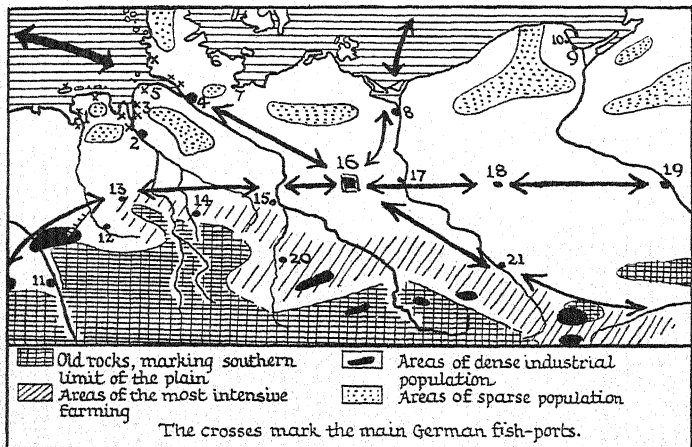 10
9
6
7
5
4
3
1
8
2
16
17
18
19
13
14
15
12
20
21
11
Old rocks, marking southern
limit of the plain
Areas of the most intensive
farming
Areas of dense industrial
population
Areas of sparse population
The crosses mark the main German fish-ports.